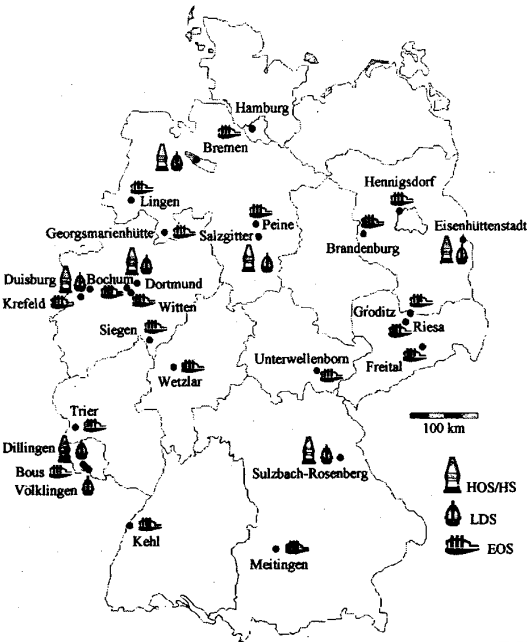 Hamburg
Bremen
Hennigsdorf
Lingen
Peine
Eisenhüttenstadt
Georgsmarienhütte
Salzgitter
Brandenburg
Duisburg
Bochum
Dortmund
Krefeld
Witten
Gröditz
Riesa
Siegen
Unterwellenborn
Freital
Wetzlar
Trier
100 km
Dillingen
Bous
Sulzbach-Rosenberg
HOS/HS
Völklingen
LDS
Kehl
EOS
Meitingen